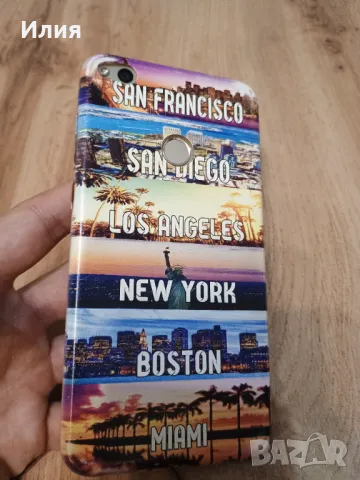 Илия
SAN FRANCISCO
SAN DIEGO
LOS ANGELES
NEW YORK
BOSTON
MIAMI
BAZAR